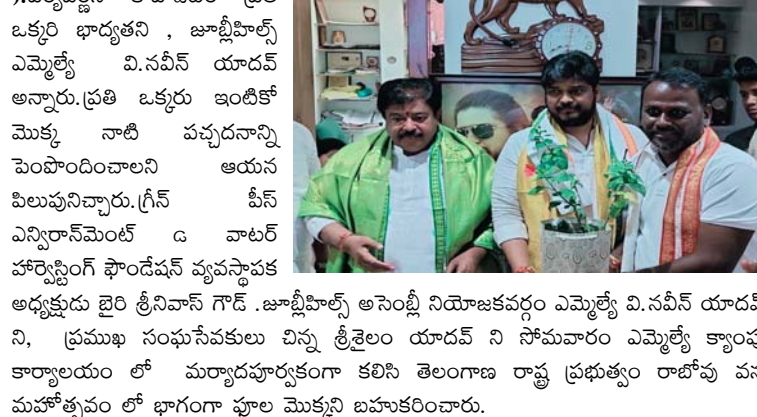 ఒక్కరి భాద్యతని , జూబ్లీహిల్స్
ఎమ్మెల్యే వి.నవీన్ యాదవ్
అన్నారు.ప్రతి ఒక్కరు ఇంటికో
మొక్క నాటి పచ్చదనాన్ని
పెంపొందించాలని ఆయన
పిలుపునిచ్చారు.గ్రీన్ పీస్
ఎన్విరాన్‌మెంట్ డ వాటర్
హార్వెస్టింగ్ ఫౌండేషన్ వ్యవస్థాపక
అధ్యక్షుడు బైరి శ్రీనివాస్ గౌడ్ .జూబ్లీహిల్స్ అసెంబ్లీ నియోజకవర్గం ఎమ్మెల్యే వి.నవీన్ యాదవ్
ని, ప్రముఖ సంఘసేవకులు చిన్న శ్రీశైలం యాదవ్ ని సోమవారం ఎమ్మెల్యే క్యాంపు
కార్యాలయం లో మర్యాదపూర్వకంగా కలిసి తెలంగాణ రాష్ట్ర ప్రభుత్వం రాబోవు వన
మహోత్సవం లో భాగంగా పూల మొక్కని బహుకరించారు.